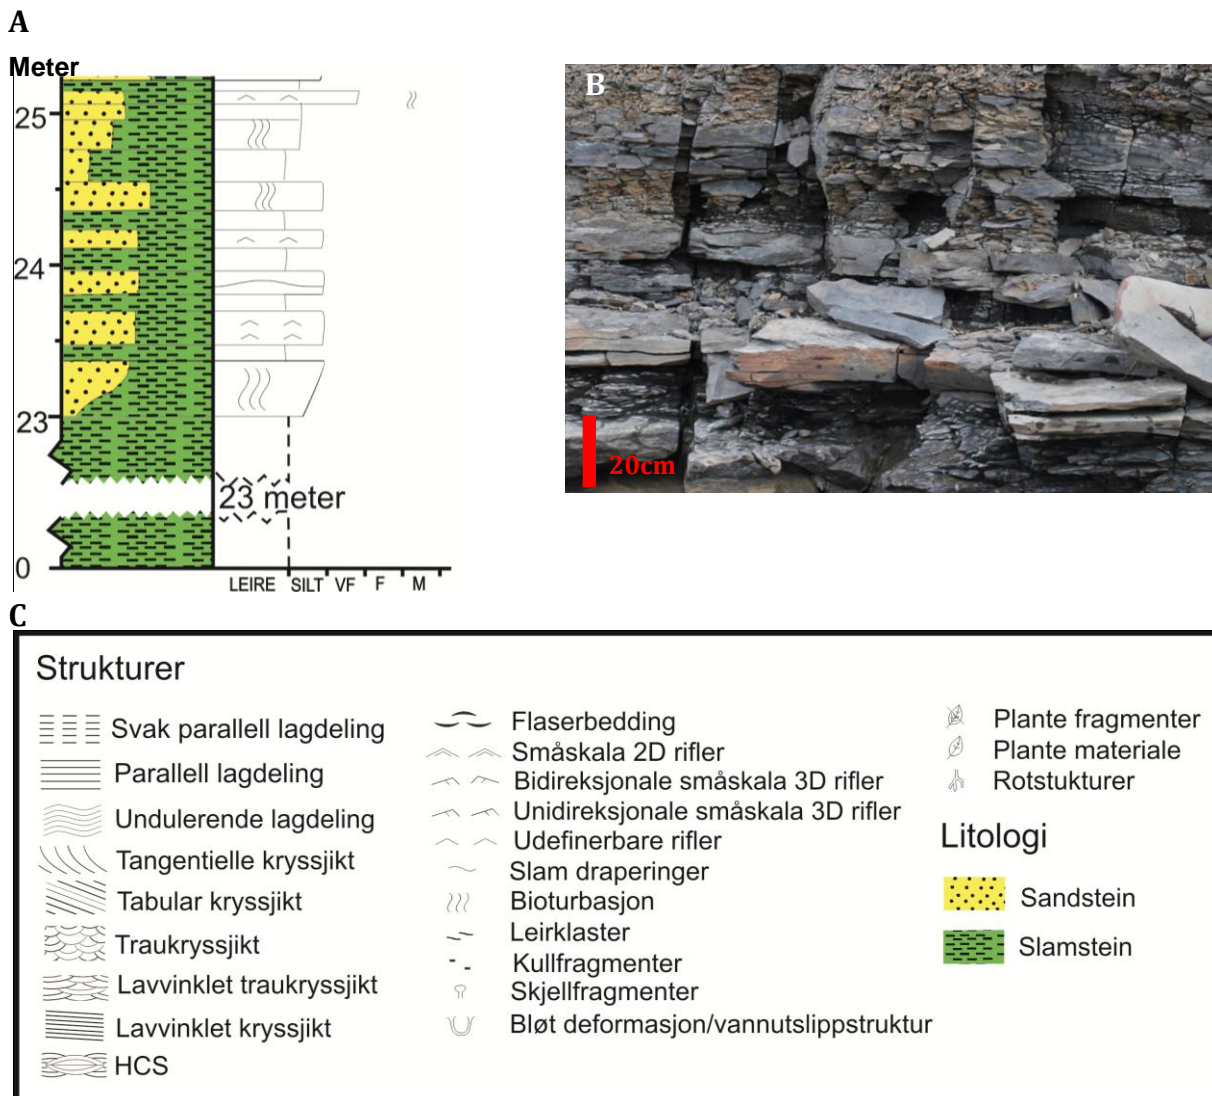 A
Meter
25
24
23
23 meter
0
LEIRE SILT VF F M
B
20cm
C
Strukturer
Svak parallell lagdeling
Parallell lagdeling
Undulerende lagdeling
Tangentielle kryssjikt
Tabular kryssjikt
Traukryssjikt
Lavvinklet traukryssjikt
Lavvinklet kryssjikt
HCS
Flaserbedding
Småskala 2D rifler
Bidireksjonale småskala 3D rifler
Unidireksjonale småskala 3D rifler
Udefinerbare rifler
Slam draperinger
Bioturbasjon
Leirklaster
Kullfragmenter
Skjellfragmenter
Bløt deformasjon/vannutslippstruktur
Plante fragmenter
Plante materiale
Rotstukturer
Litologi
Sandstein
Slamstein